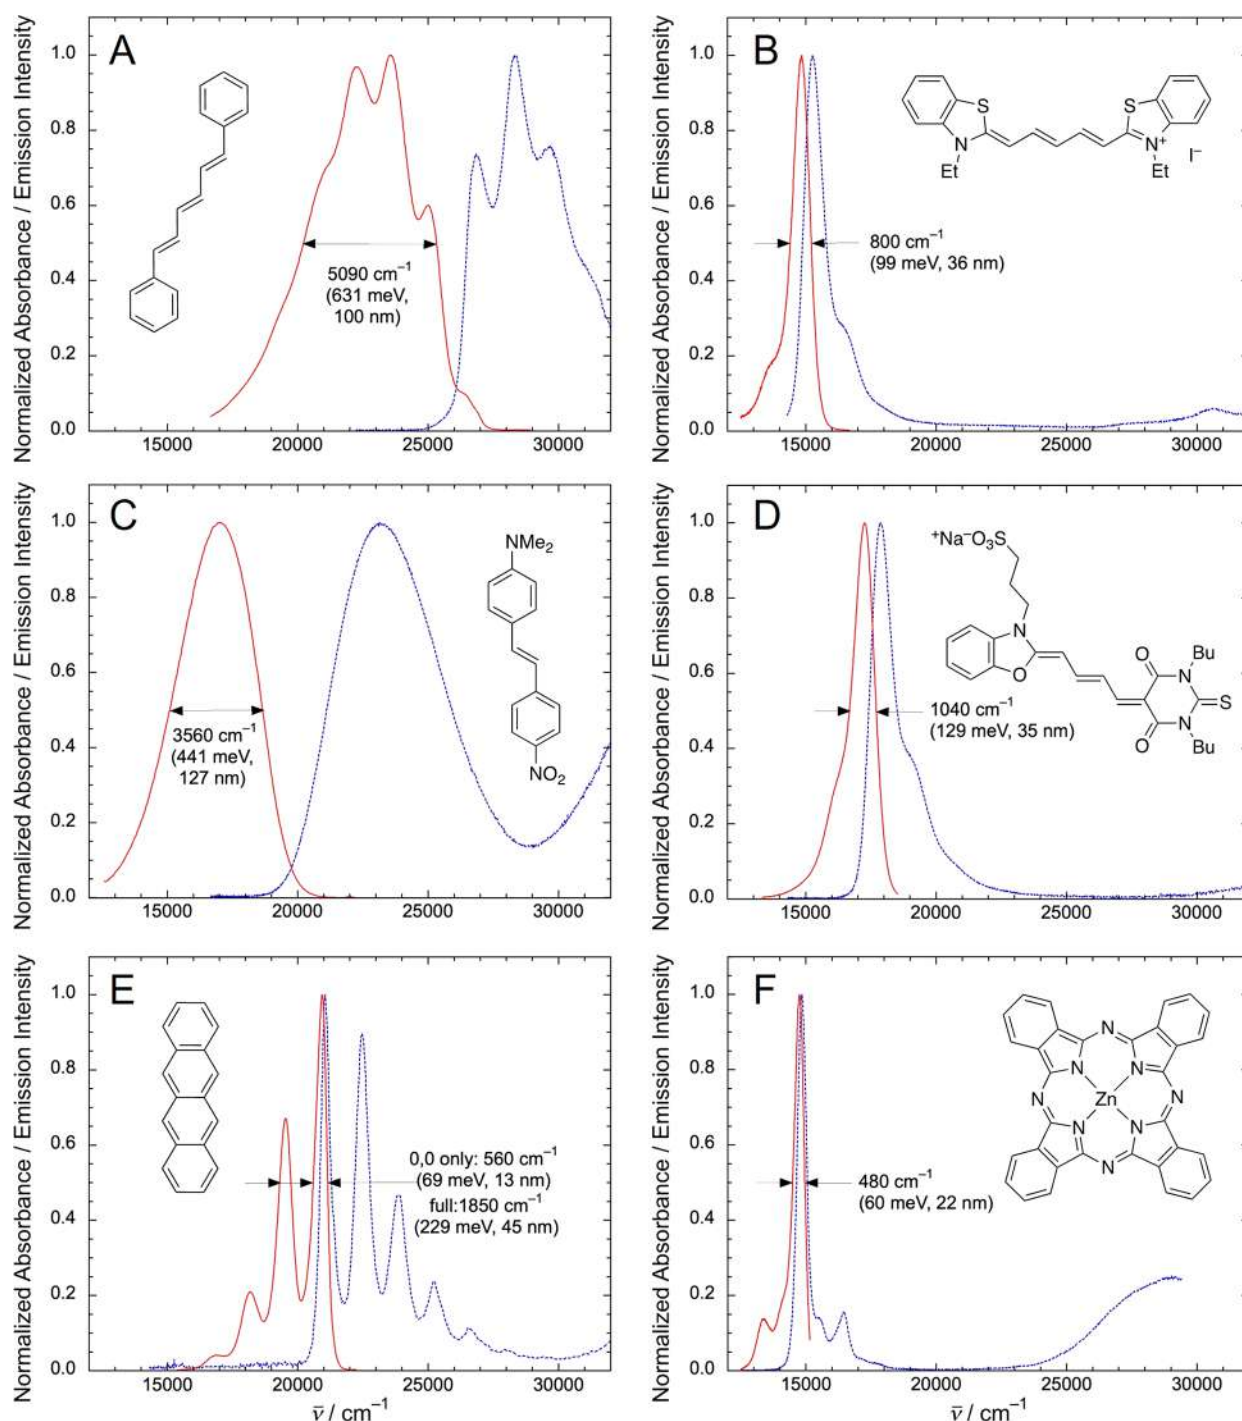 A
Normalized Absorbance / Emission Intensity
1.0
0.8
0.6
0.4
0.2
0.0
5090 cm⁻¹
(631 meV,
100 nm)
15000 20000 25000 30000
B
Normalized Absorbance / Emission Intensity
1.0
0.8
0.6
0.4
0.2
0.0
S S
N N⁺
Et Et I⁻
800 cm⁻¹
(99 meV, 36 nm)
15000 20000 25000 30000
C
Normalized Absorbance / Emission Intensity
1.0
0.8
0.6
0.4
0.2
0.0
NMe₂
NO₂
3560 cm⁻¹
(441 meV,
127 nm)
15000 20000 25000 30000
D
Normalized Absorbance / Emission Intensity
1.0
0.8
0.6
0.4
0.2
0.0
⁺Na⁻O₃S
N
O
O Bu
N
S
N
O Bu
1040 cm⁻¹
(129 meV, 35 nm)
15000 20000 25000 30000
E
Normalized Absorbance / Emission Intensity
1.0
0.8
0.6
0.4
0.2
0.0
0,0 only: 560 cm⁻¹
(69 meV, 13 nm)
full:1850 cm⁻¹
(229 meV, 45 nm)
15000 20000 25000 30000
ν̅ / cm⁻¹
F
Normalized Absorbance / Emission Intensity
1.0
0.8
0.6
0.4
0.2
0.0
N
N N
N Zn N
N N
N
480 cm⁻¹
(60 meV, 22 nm)
15000 20000 25000 30000
ν̅ / cm⁻¹